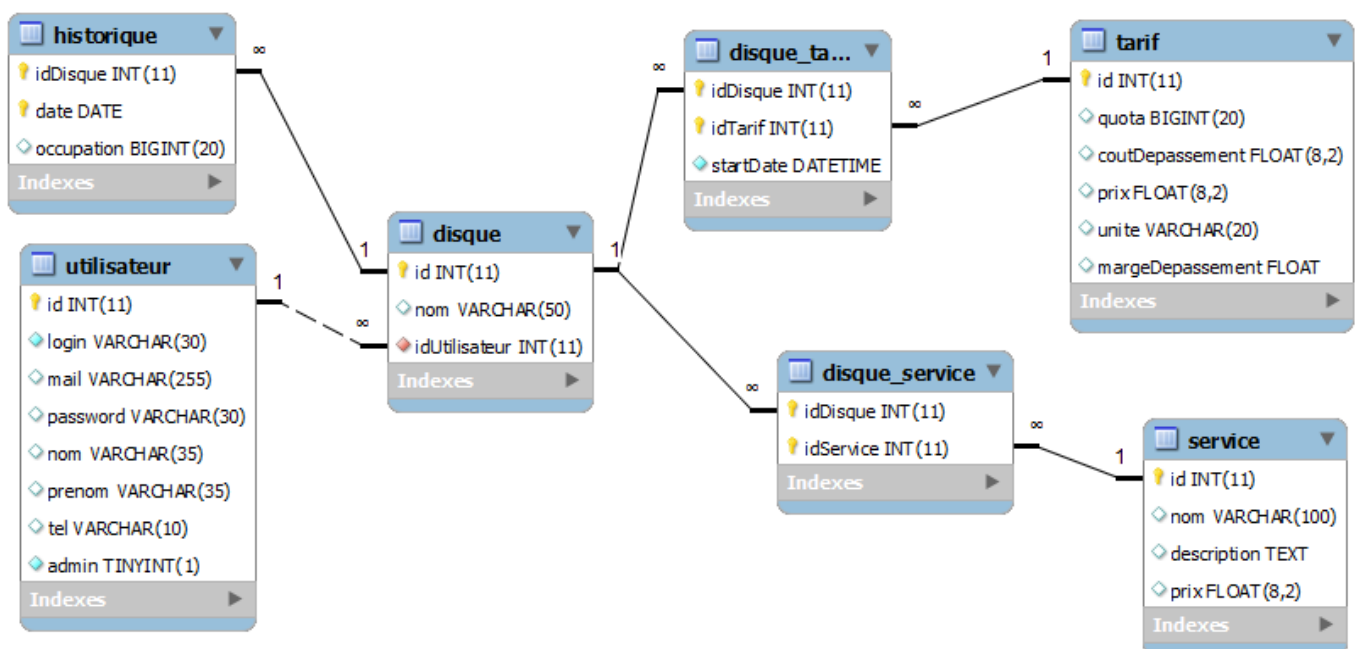 historique
idDisque INT(11)
date DATE
occupation BIGINT(20)
Indexes
∞
1
utilisateur
id INT(11)
login VARCHAR(30)
mail VARCHAR(255)
password VARCHAR(30)
nom VARCHAR(35)
prenom VARCHAR(35)
tel VARCHAR(10)
admin TINYINT(1)
Indexes
1
∞
disque
id INT(11)
nom VARCHAR(50)
idUtilisateur INT(11)
Indexes
1
∞
disque_ta...
idDisque INT(11)
idTarif INT(11)
startDate DATETIME
Indexes
∞
1
tarif
id INT(11)
quota BIGINT(20)
coutDepassement FLOAT(8,2)
prix FLOAT(8,2)
unite VARCHAR(20)
margeDepassement FLOAT
Indexes
∞
disque_service
idDisque INT(11)
idService INT(11)
Indexes
∞
1
service
id INT(11)
nom VARCHAR(100)
description TEXT
prix FLOAT(8,2)
Indexes